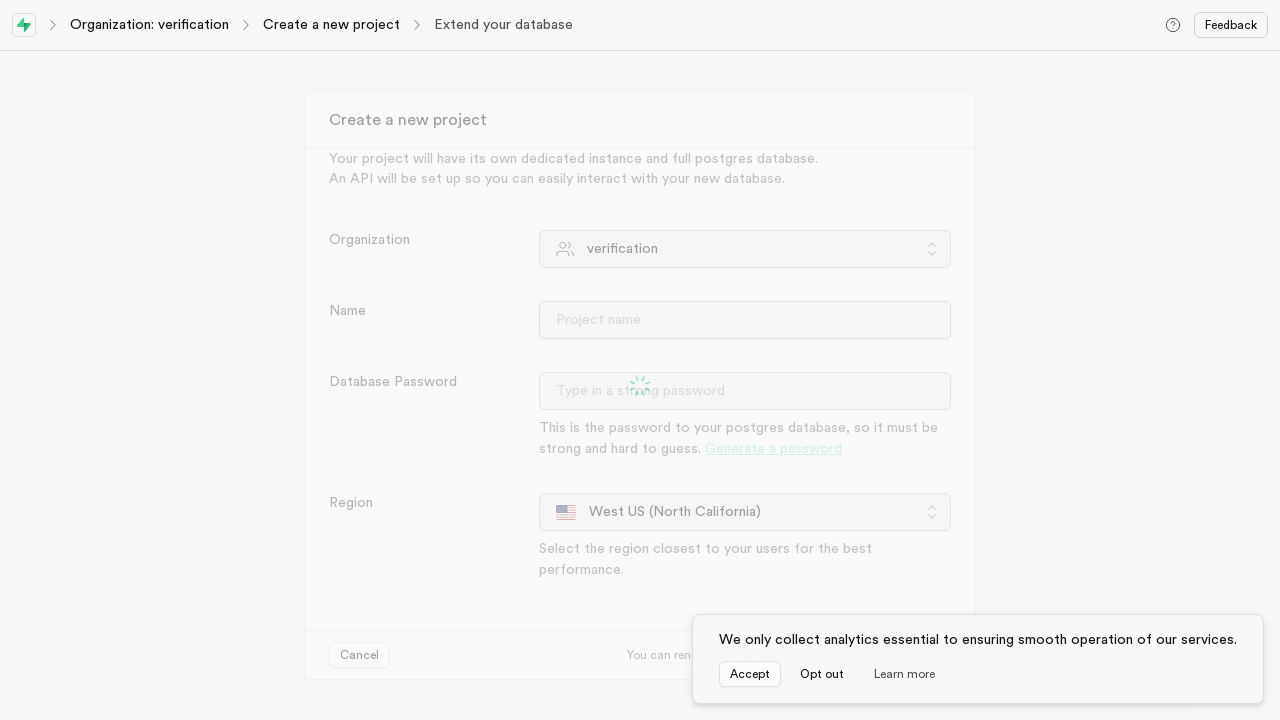 Organization: verification
Create a new project
Extend your database
Feedback
Create a new project
Your project will have its own dedicated instance and full postgres database.
An API will be set up so you can easily interact with your new database.
Organization
verification
Name
Project name
Database Password
Type in a strong password
This is the password to your postgres database, so it must be
strong and hard to guess. Generate a password
Region
West US (North California)
Select the region closest to your users for the best
performance.
Cancel
You can
We only collect analytics essential to ensuring smooth operation of our services.
Accept
Opt out
Learn more